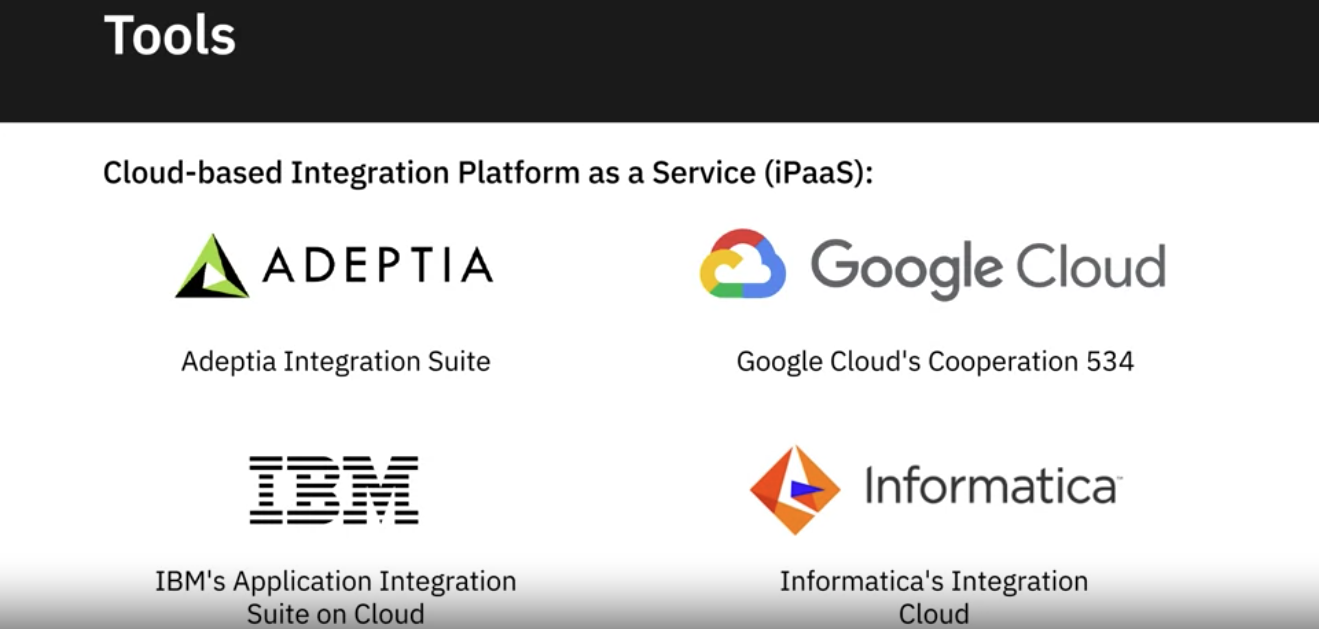 Tools
Cloud-based Integration Platform as a Service (iPaaS):
ADEPTIA
Google Cloud
Adeptia Integration Suite
Google Cloud's Cooperation 534
IBM
Informatica™
IBM's Application Integration
Suite on Cloud
Informatica's Integration
Cloud